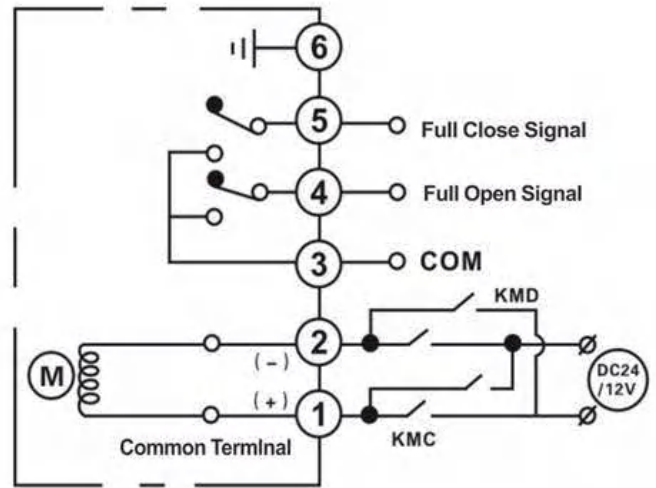 6
5 Full Close Signal
4 Full Open Signal
3 COM
KMD
2
(-)
M
DC24
/12V
(+)
1
Common Termlnal
KMC